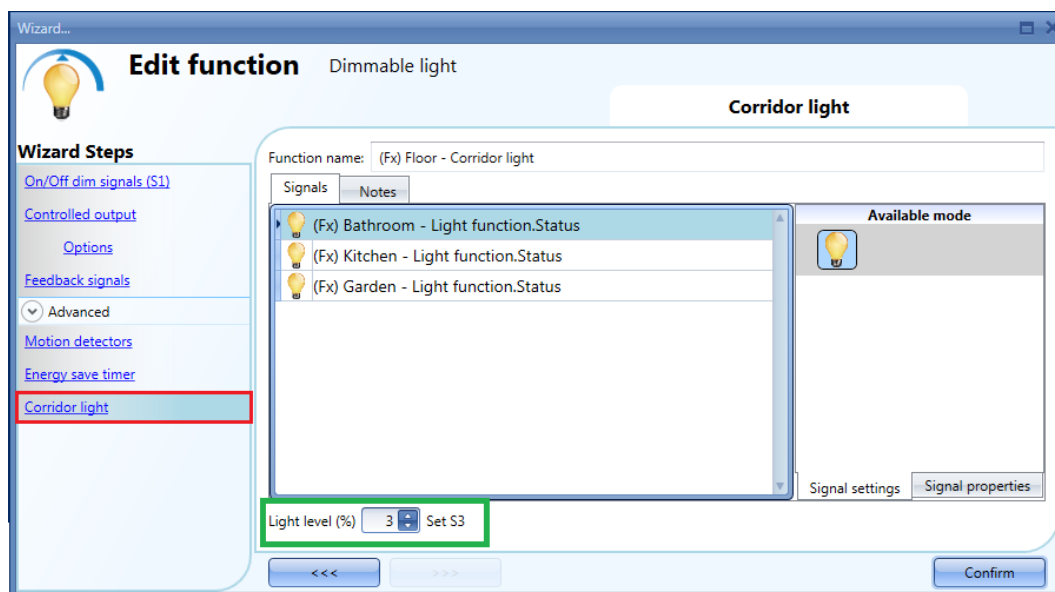 Wizard...
Edit function Dimmable light
Corridor light
Wizard Steps
On/Off dim signals (S1)
Controlled output
Options
Feedback signals
Advanced
Motion detectors
Energy save timer
Corridor light
Function name: (Fx) Floor - Corridor light
Signals Notes
(Fx) Bathroom - Light function.Status
(Fx) Kitchen - Light function.Status
(Fx) Garden - Light function.Status
Available mode
Signal settings Signal properties
Light level (%) 3 Set S3
<<< >>> Confirm